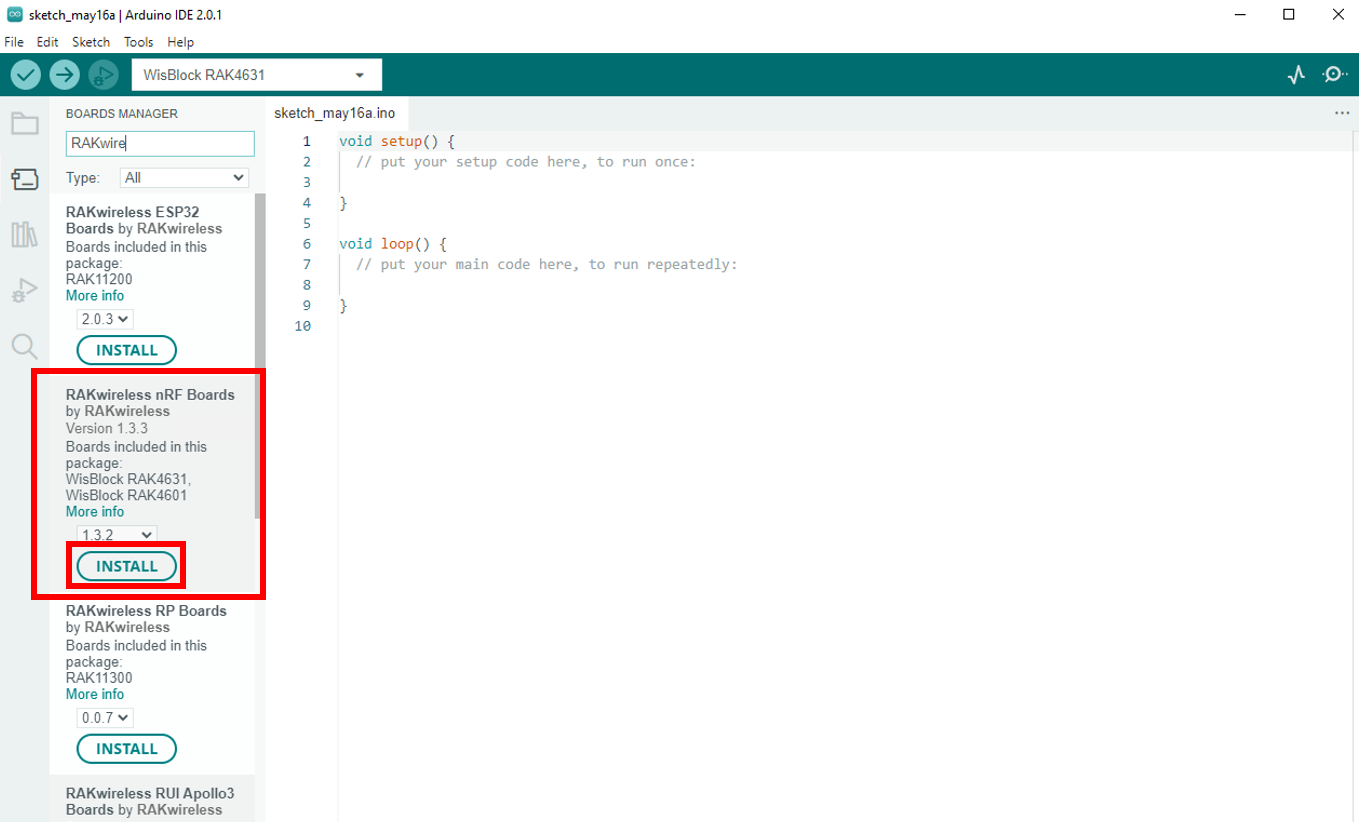 sketch_may16a | Arduino IDE 2.0.1
File Edit Sketch Tools Help
WisBlock RAK4631
BOARDS MANAGER
RAKwire
Type: All
RAKwireless ESP32
Boards by RAKwireless
Boards included in this
package:
RAK11200
More info
2.0.3
INSTALL
RAKwireless nRF Boards
by RAKwireless
Version 1.3.3
Boards included in this
package:
WisBlock RAK4631,
WisBlock RAK4601
More info
1.3.2
INSTALL
RAKwireless RP Boards
by RAKwireless
Boards included in this
package:
RAK11300
More info
0.0.7
INSTALL
RAKwireless RUI Apollo3
Boards by RAKwireless
sketch_may16a.ino
1 void setup() {
2 // put your setup code here, to run once:
3
4 }
5
6 void loop() {
7 // put your main code here, to run repeatedly:
8
9 }
10